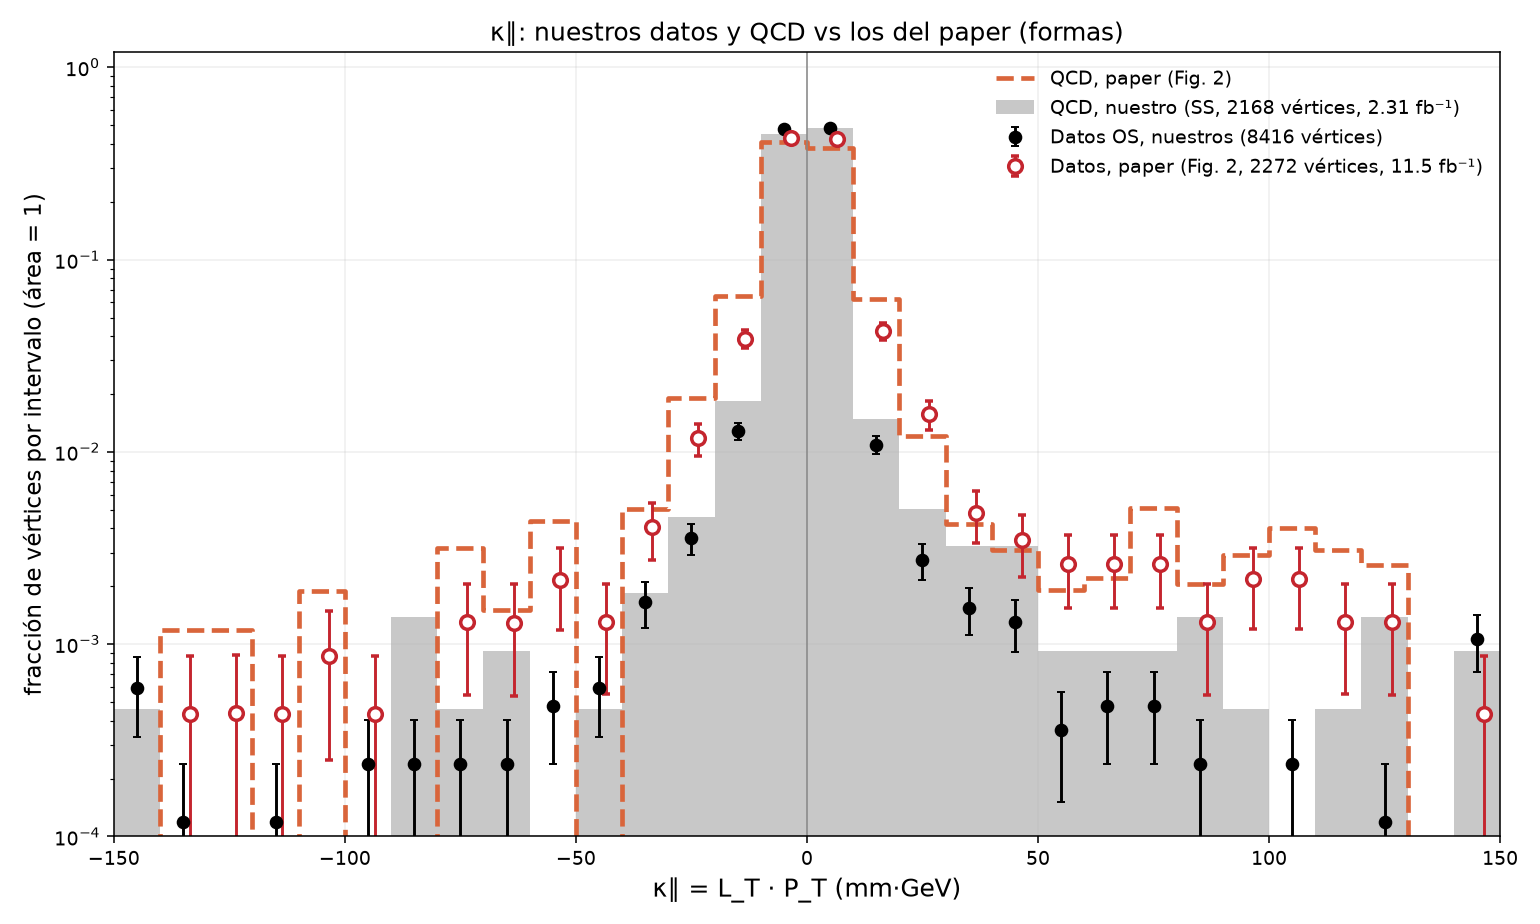 κ∥: nuestros datos y QCD vs los del paper (formas)
QCD, paper (Fig. 2)
QCD, nuestro (SS, 2168 vértices, 2.31 fb⁻¹)
Datos OS, nuestros (8416 vértices)
Datos, paper (Fig. 2, 2272 vértices, 11.5 fb⁻¹)
fracción de vértices por intervalo (área = 1)
10⁰
10⁻¹
10⁻²
10⁻³
10⁻⁴
−150 −100 −50 0 50 100 150
κ∥ = L_T · P_T (mm·GeV)